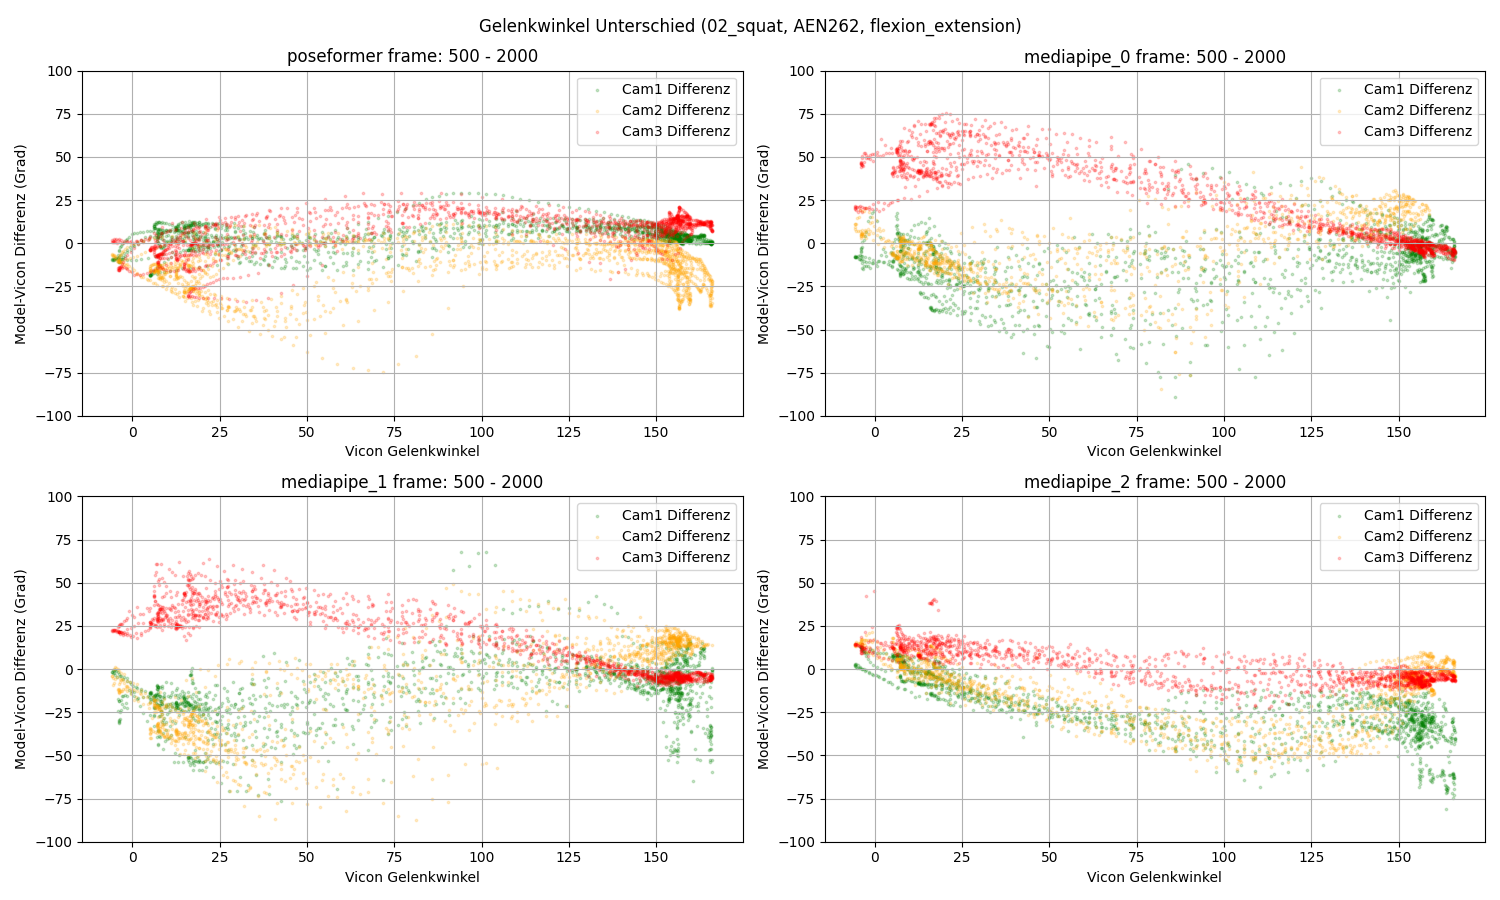 Gelenkwinkel Unterschied (02_squat, AEN262, flexion_extension)
poseformer frame: 500 - 2000
100
75
50
25
0
−25
−50
−75
−100
Model-Vicon Differenz (Grad)
Cam1 Differenz
Cam2 Differenz
Cam3 Differenz
0 25 50 75 100 125 150
Vicon Gelenkwinkel
mediapipe_0 frame: 500 - 2000
100
75
50
25
0
−25
−50
−75
−100
Model-Vicon Differenz (Grad)
Cam1 Differenz
Cam2 Differenz
Cam3 Differenz
0 25 50 75 100 125 150
Vicon Gelenkwinkel
mediapipe_1 frame: 500 - 2000
100
75
50
25
0
−25
−50
−75
−100
Model-Vicon Differenz (Grad)
Cam1 Differenz
Cam2 Differenz
Cam3 Differenz
0 25 50 75 100 125 150
Vicon Gelenkwinkel
mediapipe_2 frame: 500 - 2000
100
75
50
25
0
−25
−50
−75
−100
Model-Vicon Differenz (Grad)
Cam1 Differenz
Cam2 Differenz
Cam3 Differenz
0 25 50 75 100 125 150
Vicon Gelenkwinkel